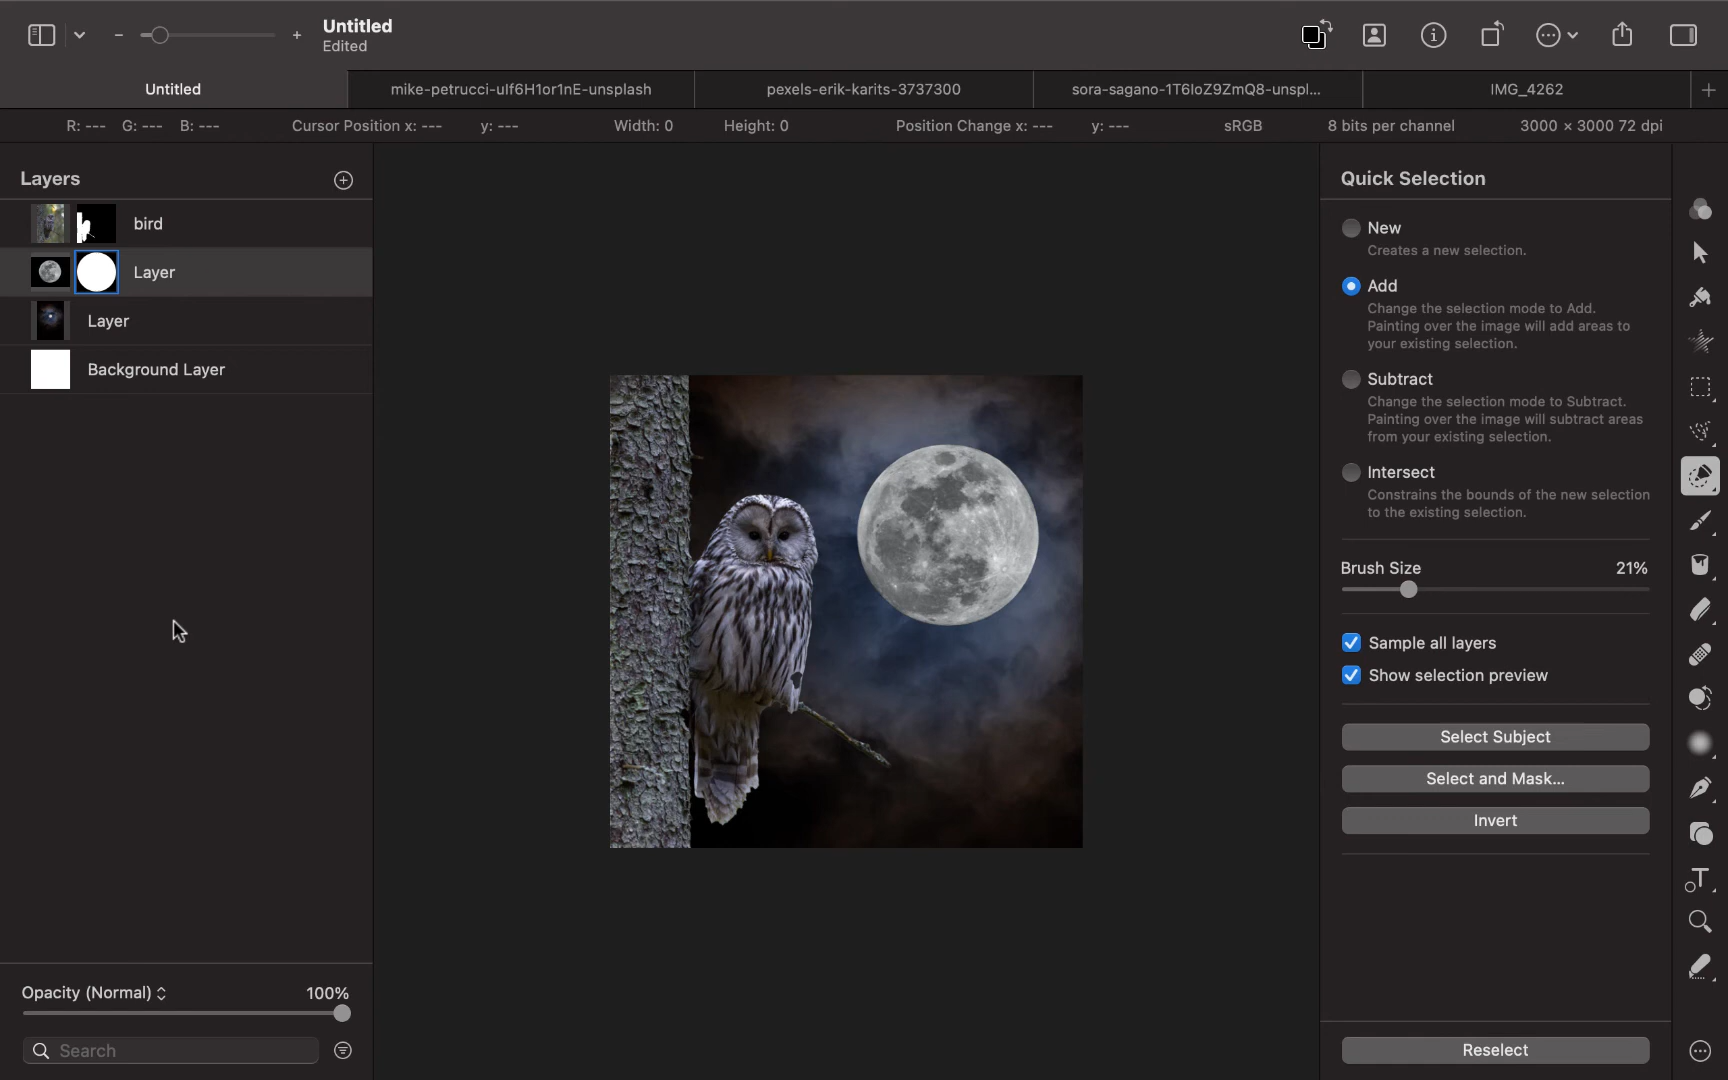 Untitled
Edited
Untitled
mike-petrucci-uIf6H1or1nE-unsplash
pexels-erik-karits-3737300
sora-sagano-1T6IoZ9ZmQ8-unspl...
IMG_4262
R: --- G: --- B: --- Cursor Position x: --- y: --- Width: 0 Height: 0 Position Change x: --- y: --- sRGB 8 bits per channel 3000 × 3000 72 dpi
Layers
bird
Layer
Layer
Background Layer
Opacity (Normal) 100%
Search
Quick Selection
New
Creates a new selection.
Add
Change the selection mode to Add.
Painting over the image will add areas to
your existing selection.
Subtract
Change the selection mode to Subtract.
Painting over the image will subtract areas
from your existing selection.
Intersect
Constrains the bounds of the new selection
to the existing selection.
Brush Size 21%
Sample all layers
Show selection preview
Select Subject
Select and Mask...
Invert
Reselect